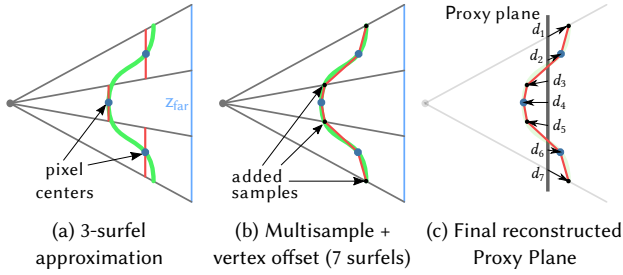 Proxy plane
d1
d2
d3
d4
d5
d6
d7
zfar
pixel
centers
added
samples
(a) 3-surfel
approximation
(b) Multisample +
vertex offset (7 surfels)
(c) Final reconstructed
Proxy Plane